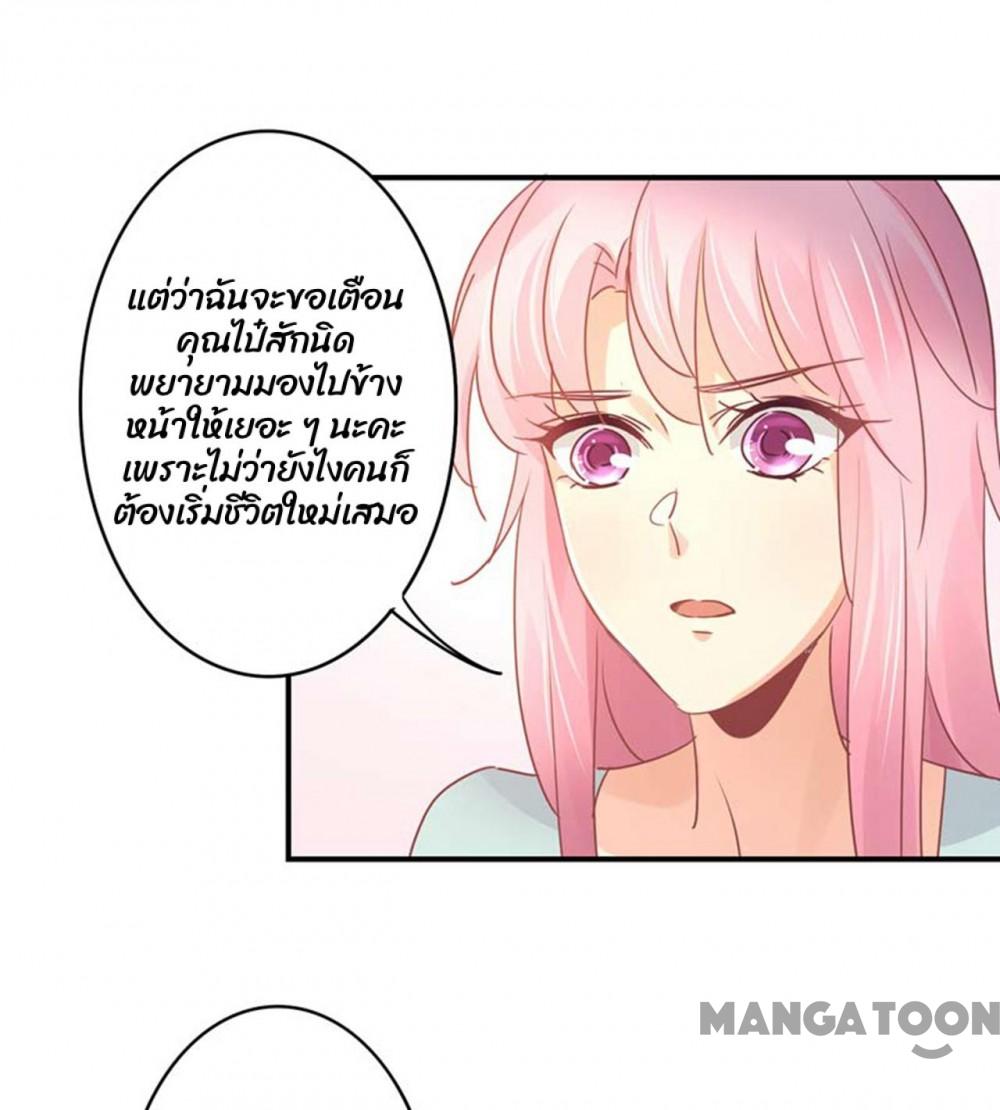 แต่ว่าฉันจะขอเตือน
คุณไป๋สักนิด
พยายามมองไปข้าง
หน้าให้เยอะ ๆ นะคะ
เพราะไม่ว่ายังไงคนก็
ต้องเริ่มชีวิตใหม่เสมอ
MANGATOON